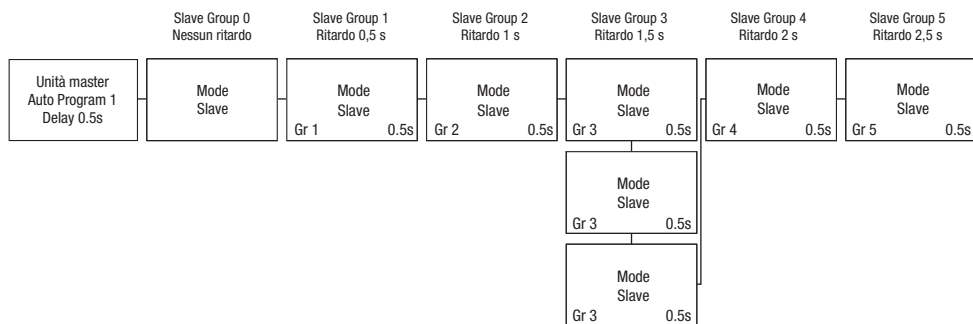 Slave Group 0
Nessun ritardo
Slave Group 1
Ritardo 0,5 s
Slave Group 2
Ritardo 1 s
Slave Group 3
Ritardo 1,5 s
Slave Group 4
Ritardo 2 s
Slave Group 5
Ritardo 2,5 s
Unità master
Auto Program 1
Delay 0.5s
Mode
Slave
Mode
Slave
Gr 1 0.5s
Mode
Slave
Gr 2 0.5s
Mode
Slave
Gr 3 0.5s
Mode
Slave
Gr 4 0.5s
Mode
Slave
Gr 5 0.5s
Mode
Slave
Gr 3 0.5s
Mode
Slave
Gr 3 0.5s